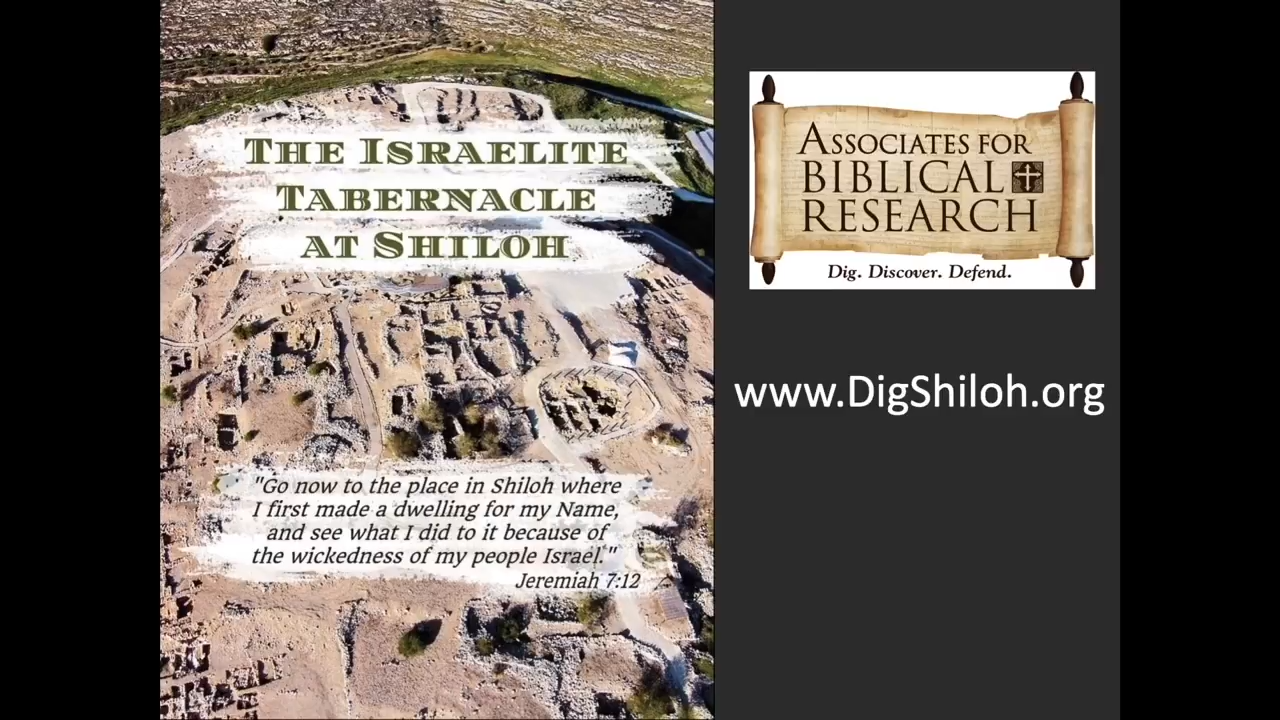 THE ISRAELITE
TABERNACLE
AT SHILOH
"Go now to the place in Shiloh where
I first made a dwelling for my Name,
and see what I did to it because of
the wickedness of my people Israel."
Jeremiah 7:12
ASSOCIATES FOR
BIBLICAL
RESEARCH
Dig. Discover. Defend.
www.DigShiloh.org